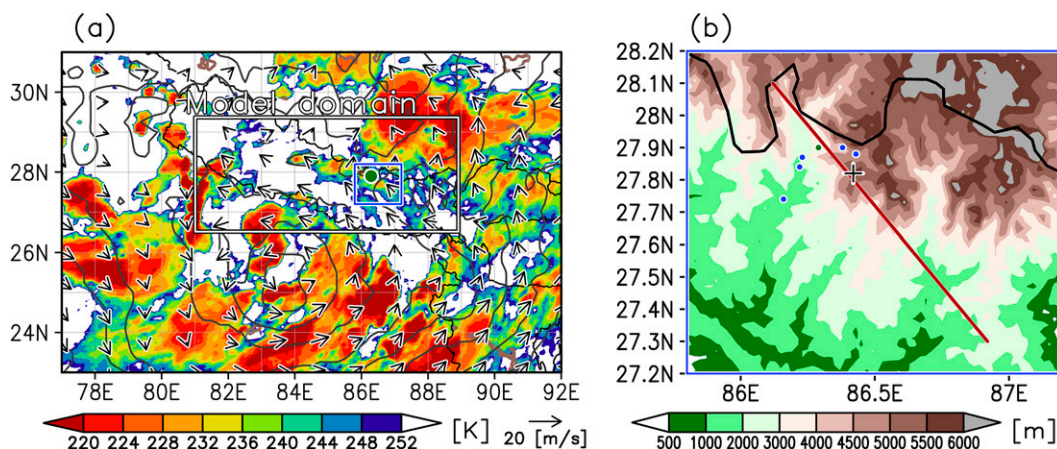 (a)
30N
28N
26N
24N
78E 80E 82E 84E 86E 88E 90E 92E
Model domain
220 224 228 232 236 240 244 248 252 [K] 20 [m/s]
(b)
28.2N
28.1N
28N
27.9N
27.8N
27.7N
27.6N
27.5N
27.4N
27.3N
27.2N
86E 86.5E 87E
500 1000 2000 3000 4000 4500 5000 5500 6000 [m]